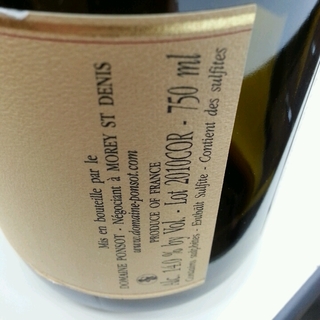 Mis en bouteille par le
DOMAINE PONSOT - Négociant à MOREY ST DENIS
www.domaine-ponsot.com
PRODUCE OF FRANCE
Alc. 14.0 % by Vol. - Lot 2010COR - 750 ml
Contains sulphites - Enthält Sulfite - Contient des sulfites